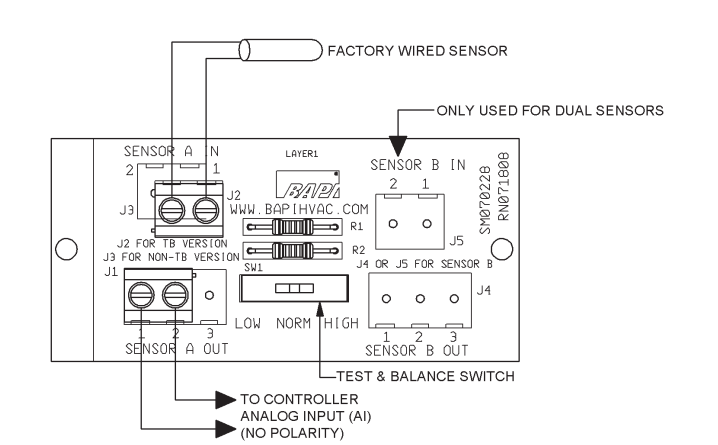 FACTORY WIRED SENSOR
ONLY USED FOR DUAL SENSORS
SENSOR A IN
2 1
LAYER1
BAPI
SENSOR B IN
2 1
SM070228
RN071808
J2
J3
WWW.BAPIHVAC.COM
R1
J5
J2 FOR TB VERSION
J3 FOR NON-TB VERSION
R2
J4 OR J5 FOR SENSOR B
J1
SW1
J4
LOW NORM HIGH
1 2 3
SENSOR A OUT
1 2 3
SENSOR B OUT
TEST & BALANCE SWITCH
TO CONTROLLER
ANALOG INPUT (AI)
(NO POLARITY)